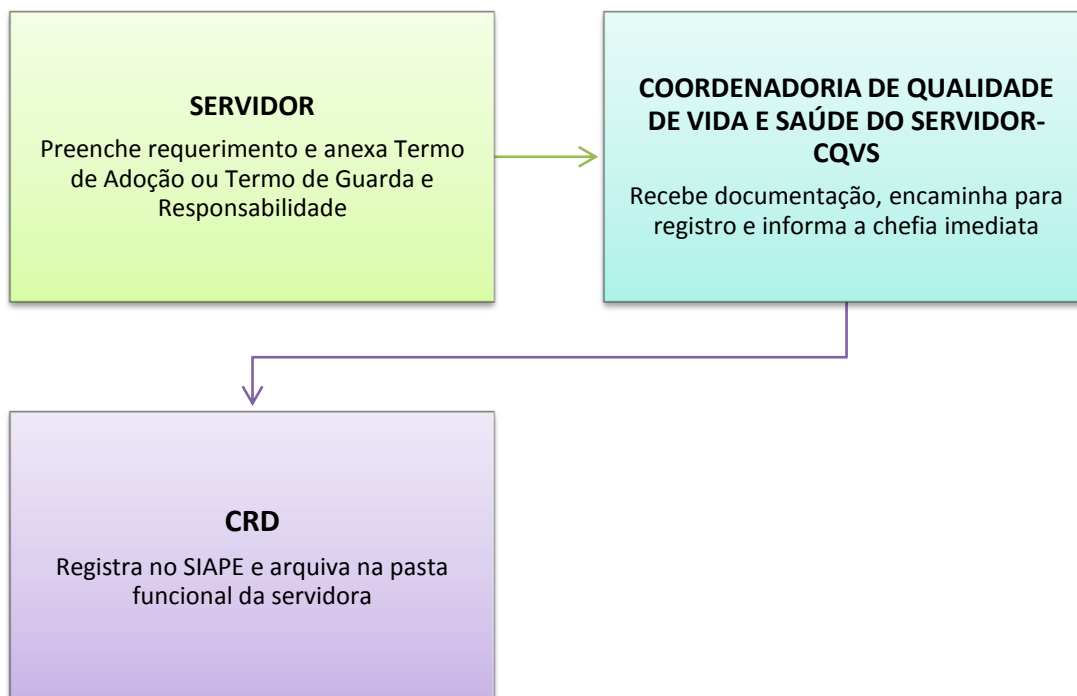 SERVIDOR
Preenche requerimento e anexa Termo
de Adoção ou Termo de Guarda e
Responsabilidade
COORDENADORIA DE QUALIDADE
DE VIDA E SAÚDE DO SERVIDOR-
CQVS
Recebe documentação, encaminha para
registro e informa a chefia imediata
CRD
Registra no SIAPE e arquiva na pasta
funcional da servidora